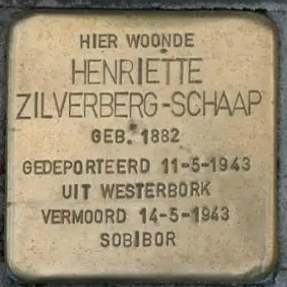 HIER WOONDE
HENRIETTE
ZILVERBERG-SCHAAP
GEB. 1882
GEDEPORTEERD 11-5-1943
UIT WESTERBORK
VERMOORD 14-5-1943
SOBIBOR